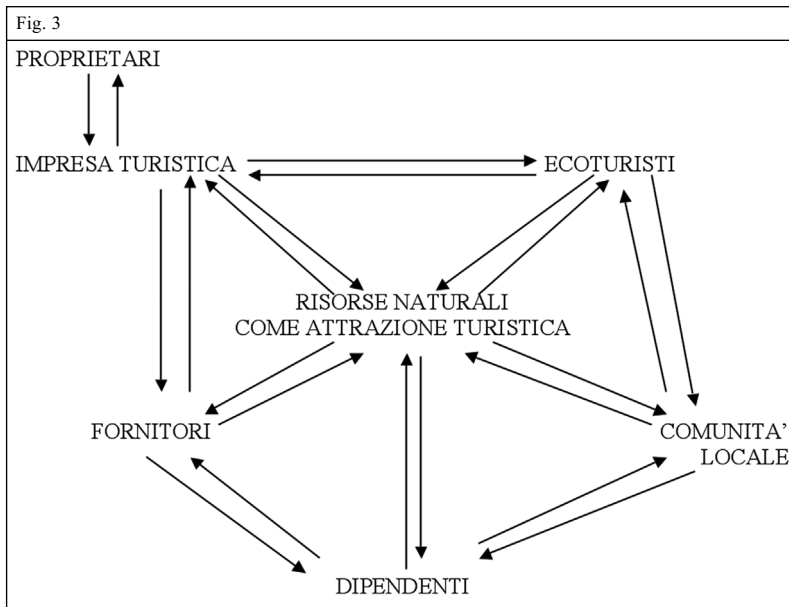 Fig. 3
PROPRIETARI
IMPRESA TURISTICA
ECOTURISTI
RISORSE NATURALI
COME ATTRAZIONE TURISTICA
FORNITORI
COMUNITA’
LOCALE
DIPENDENTI